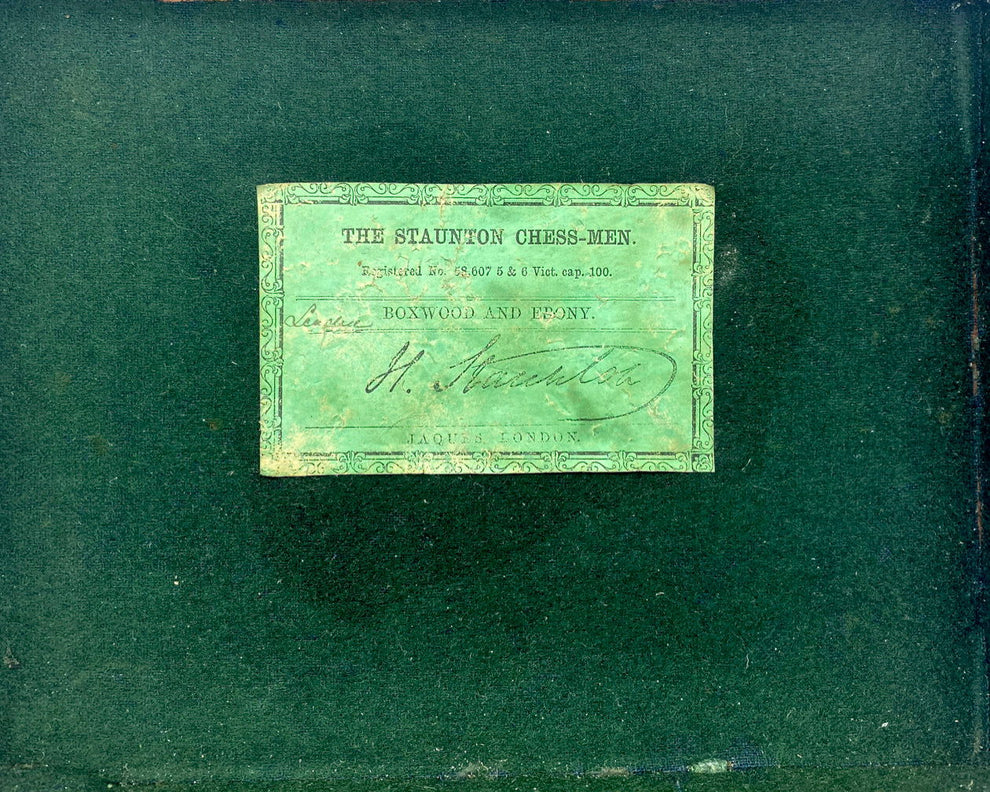 THE STAUNTON CHESS-MEN.
Registered No. 58,607 5 & 6 Vict. cap. 100.
BOXWOOD AND EBONY.
Loaded
H. Staunton
JAQUES, LONDON.